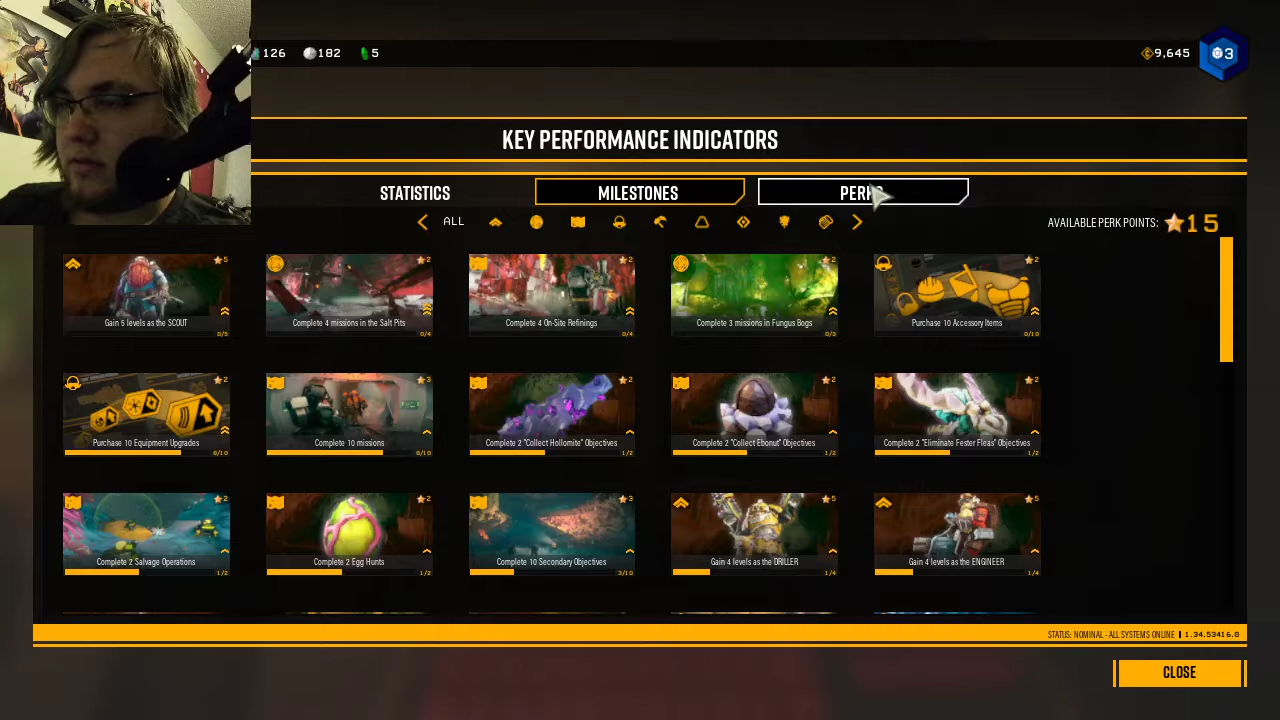 126 182 5 9,645 3
KEY PERFORMANCE INDICATORS
STATISTICS MILESTONES PERKS
ALL AVAILABLE PERK POINTS: 15
5 2 2 2 2
Gain 5 levels as the SCOUT Complete 4 missions in the Salt Pits Complete 4 On-Site Refinings Complete 3 missions in Fungus Bogs Purchase 10 Accessory Items
0/5 0/4 0/4 0/3 0/10
2 3 2 2 2
Purchase 10 Equipment Upgrades Complete 10 missions Complete 2 "Collect Hollomite" Objectives Complete 2 "Collect Ebonut" Objectives Complete 2 "Eliminate Fester Fleas" Objectives
8/10 8/10 1/2 1/2 1/2
2 2 3 5 5
Complete 2 Salvage Operations Complete 2 Egg Hunts Complete 10 Secondary Objectives Gain 4 levels as the DRILLER Gain 4 levels as the ENGINEER
1/2 1/2 3/10 1/4 1/4
STATUS: NOMINAL - ALL SYSTEMS ONLINE | 1.34.53416.0
CLOSE